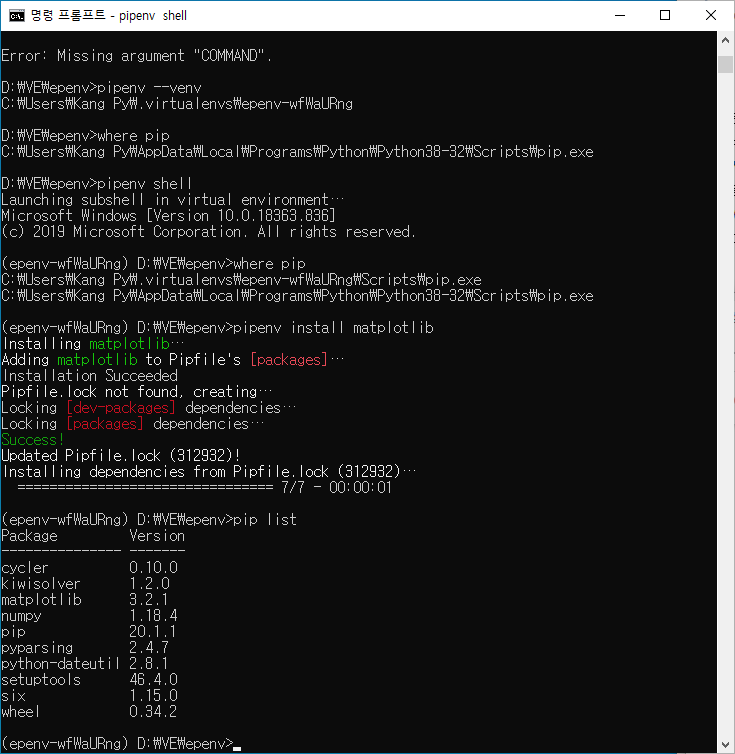 명령 프롬프트 - pipenv shell
Error: Missing argument "COMMAND".
D:₩VE₩epenv>pipenv --venv
C:₩Users₩Kang Py₩.virtualenvs₩epenv-wfWaURng
D:₩VE₩epenv>where pip
C:₩Users₩Kang Py₩AppData₩Local₩Programs₩Python₩Python38-32₩Scripts₩pip.exe
D:₩VE₩epenv>pipenv shell
Launching subshell in virtual environment…
Microsoft Windows [Version 10.0.18363.836]
(c) 2019 Microsoft Corporation. All rights reserved.
(epenv-wfWaURng) D:₩VE₩epenv>where pip
C:₩Users₩Kang Py₩.virtualenvs₩epenv-wfWaURng₩Scripts₩pip.exe
C:₩Users₩Kang Py₩AppData₩Local₩Programs₩Python₩Python38-32₩Scripts₩pip.exe
(epenv-wfWaURng) D:₩VE₩epenv>pipenv install matplotlib
Installing matplotlib…
Adding matplotlib to Pipfile's [packages]…
Installation Succeeded
Pipfile.lock not found, creating…
Locking [dev-packages] dependencies…
Locking [packages] dependencies…
Success!
Updated Pipfile.lock (312932)!
Installing dependencies from Pipfile.lock (312932)…
================================ 7/7 - 00:00:01
(epenv-wfWaURng) D:₩VE₩epenv>pip list
Package Version
--------------- -------
cycler 0.10.0
kiwisolver 1.2.0
matplotlib 3.2.1
numpy 1.18.4
pip 20.1.1
pyparsing 2.4.7
python-dateutil 2.8.1
setuptools 46.4.0
six 1.15.0
wheel 0.34.2
(epenv-wfWaURng) D:₩VE₩epenv>